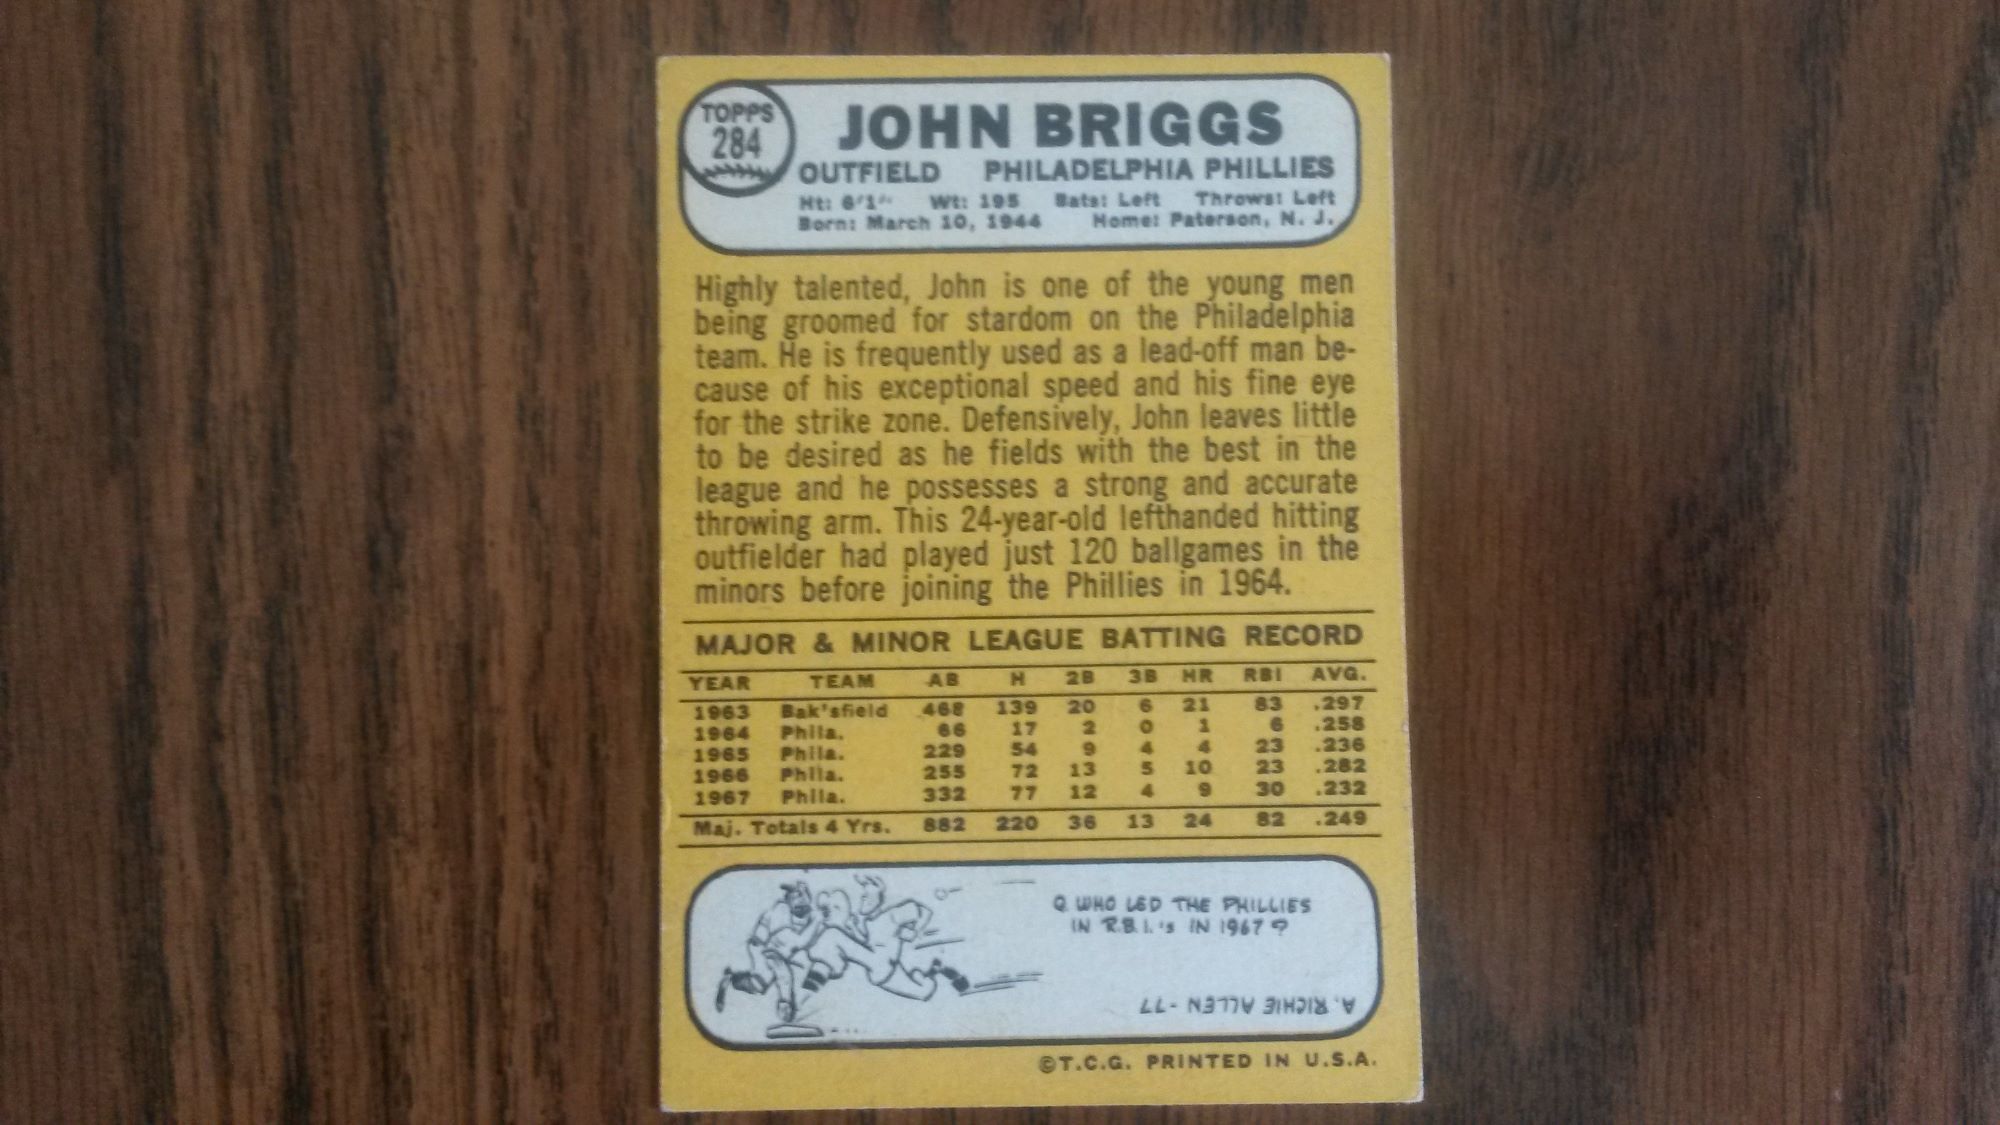 TOPPS
284
JOHN BRIGGS
OUTFIELD PHILADELPHIA PHILLIES
Ht: 6'1" Wt: 195 Bats: Left Throws: Left
Born: March 10, 1944 Home: Paterson, N. J.
Highly talented, John is one of the young men
being groomed for stardom on the Philadelphia
team. He is frequently used as a lead-off man be-
cause of his exceptional speed and his fine eye
for the strike zone. Defensively, John leaves little
to be desired as he fields with the best in the
league and he possesses a strong and accurate
throwing arm. This 24-year-old lefthanded hitting
outfielder had played just 120 ballgames in the
minors before joining the Phillies in 1964.
MAJOR & MINOR LEAGUE BATTING RECORD
YEAR TEAM AB H 2B 3B HR RBI AVG.
1963 Bak'sfield 468 139 20 6 21 83 .297
1964 Phila. 66 17 2 0 1 6 .258
1965 Phila. 229 54 9 4 4 23 .236
1966 Phila. 255 72 13 5 10 23 .282
1967 Phila. 332 77 12 4 9 30 .232
Maj. Totals 4 Yrs. 882 220 36 13 24 82 .249
Q WHO LED THE PHILLIES
IN R.B.I.'s IN 1967?
A. RICHIE ALLEN - 77
©T.C.G. PRINTED IN U.S.A.